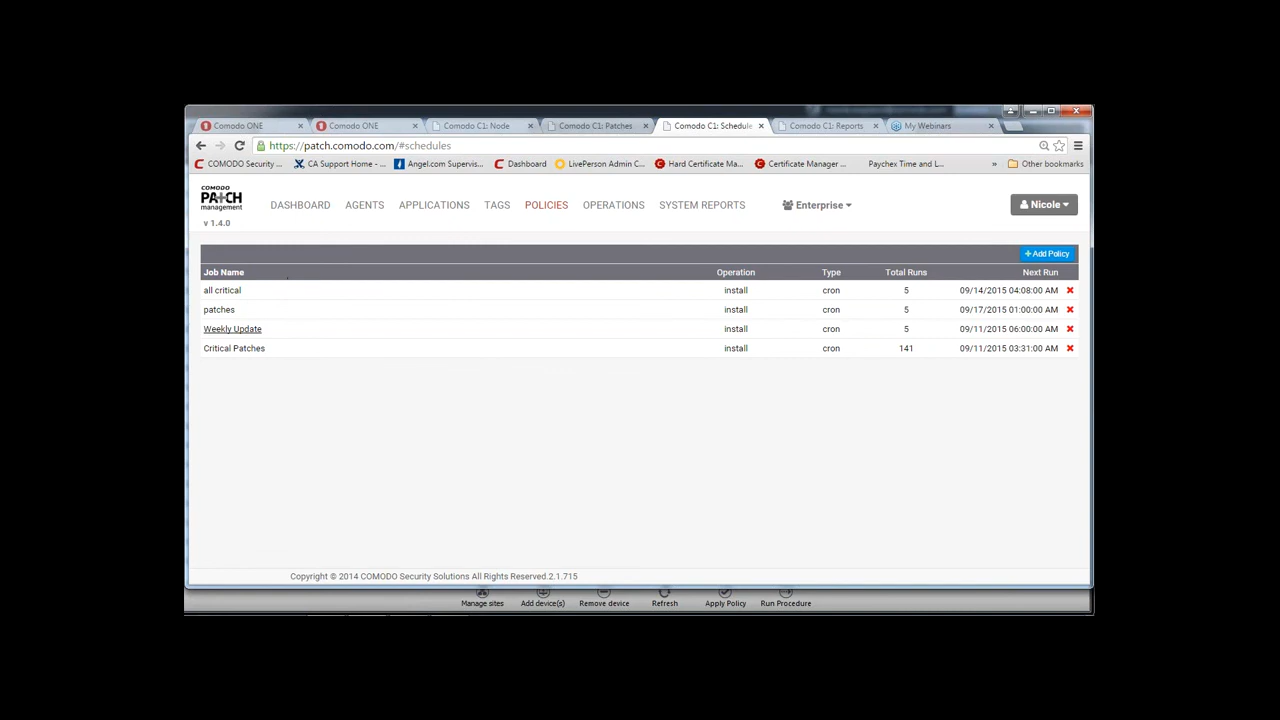 Comodo ONE
Comodo ONE
Comodo C1: Node
Comodo C1: Patches
Comodo C1: Schedule
Comodo C1: Reports
My Webinars
https://patch.comodo.com/#schedules
COMODO Security ...
CA Support Home - ...
Angel.com Supervis...
Dashboard
LivePerson Admin C...
Hard Certificate Ma...
Certificate Manager ...
Paychex Time and L...
»
Other bookmarks
COMODO
PATCH
management
v 1.4.0
DASHBOARD AGENTS APPLICATIONS TAGS POLICIES OPERATIONS SYSTEM REPORTS Enterprise Nicole
+ Add Policy
Job Name Operation Type Total Runs Next Run
all critical install cron 5 09/14/2015 04:08:00 AM
patches install cron 5 09/17/2015 01:00:00 AM
Weekly Update install cron 5 09/11/2015 06:00:00 AM
Critical Patches install cron 141 09/11/2015 03:31:00 AM
Copyright © 2014 COMODO Security Solutions All Rights Reserved.2.1.715
Manage sites Add device(s) Remove device Refresh Apply Policy Run Procedure